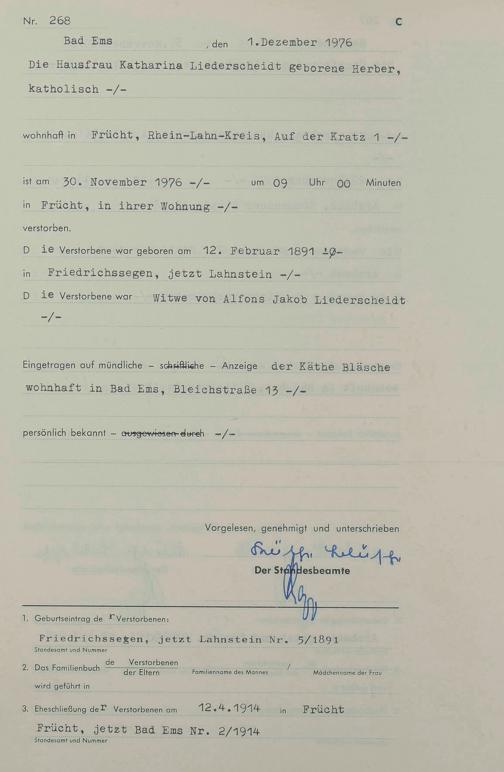 Nr. 268 C
Bad Ems , den 1.Dezember 1976
Die Hausfrau Katharina Liederscheidt geborene Herber,
katholisch -/-
wohnhaft in Frücht, Rhein-Lahn-Kreis, Auf der Kratz 1 -/-
ist am 30. November 1976 -/- um 09 Uhr 00 Minuten
in Frücht, in ihrer Wohnung -/-
verstorben.
D ie Verstorbene war geboren am 12. Februar 1891
in Friedrichssegen, jetzt Lahnstein -/-
D ie Verstorbene war Witwe von Alfons Jakob Liederscheidt
-/-
Eingetragen auf mündliche – schriftliche – Anzeige der Käthe Bläsche
wohnhaft in Bad Ems, Bleichstraße 13 -/-
persönlich bekannt – ausgewiesen durch -/-
Vorgelesen, genehmigt und unterschrieben
Der Standesbeamte
1. Geburtseintrag de r Verstorbenen:
Friedrichssegen, jetzt Lahnstein Nr. 5/1891
Standesamt und Nummer
2. Das Familienbuch de Verstorbenen
der Eltern Familienname des Mannes / Mädchenname der Frau
wird geführt in
3. Eheschließung der Verstorbenen am 12.4.1914 in Frücht
Frücht, jetzt Bad Ems Nr. 2/1914
Standesamt und Nummer